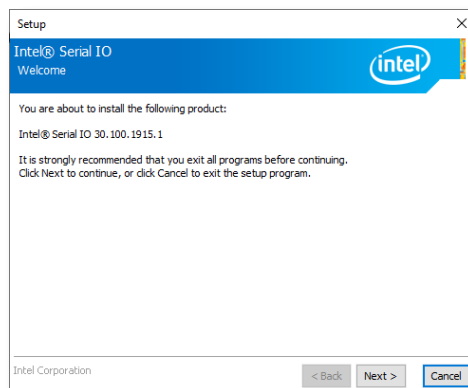 Setup
Intel® Serial IO
Welcome
intel
You are about to install the following product:
Intel® Serial IO 30.100.1915.1
It is strongly recommended that you exit all programs before continuing.
Click Next to continue, or click Cancel to exit the setup program.
Intel Corporation
< Back Next > Cancel